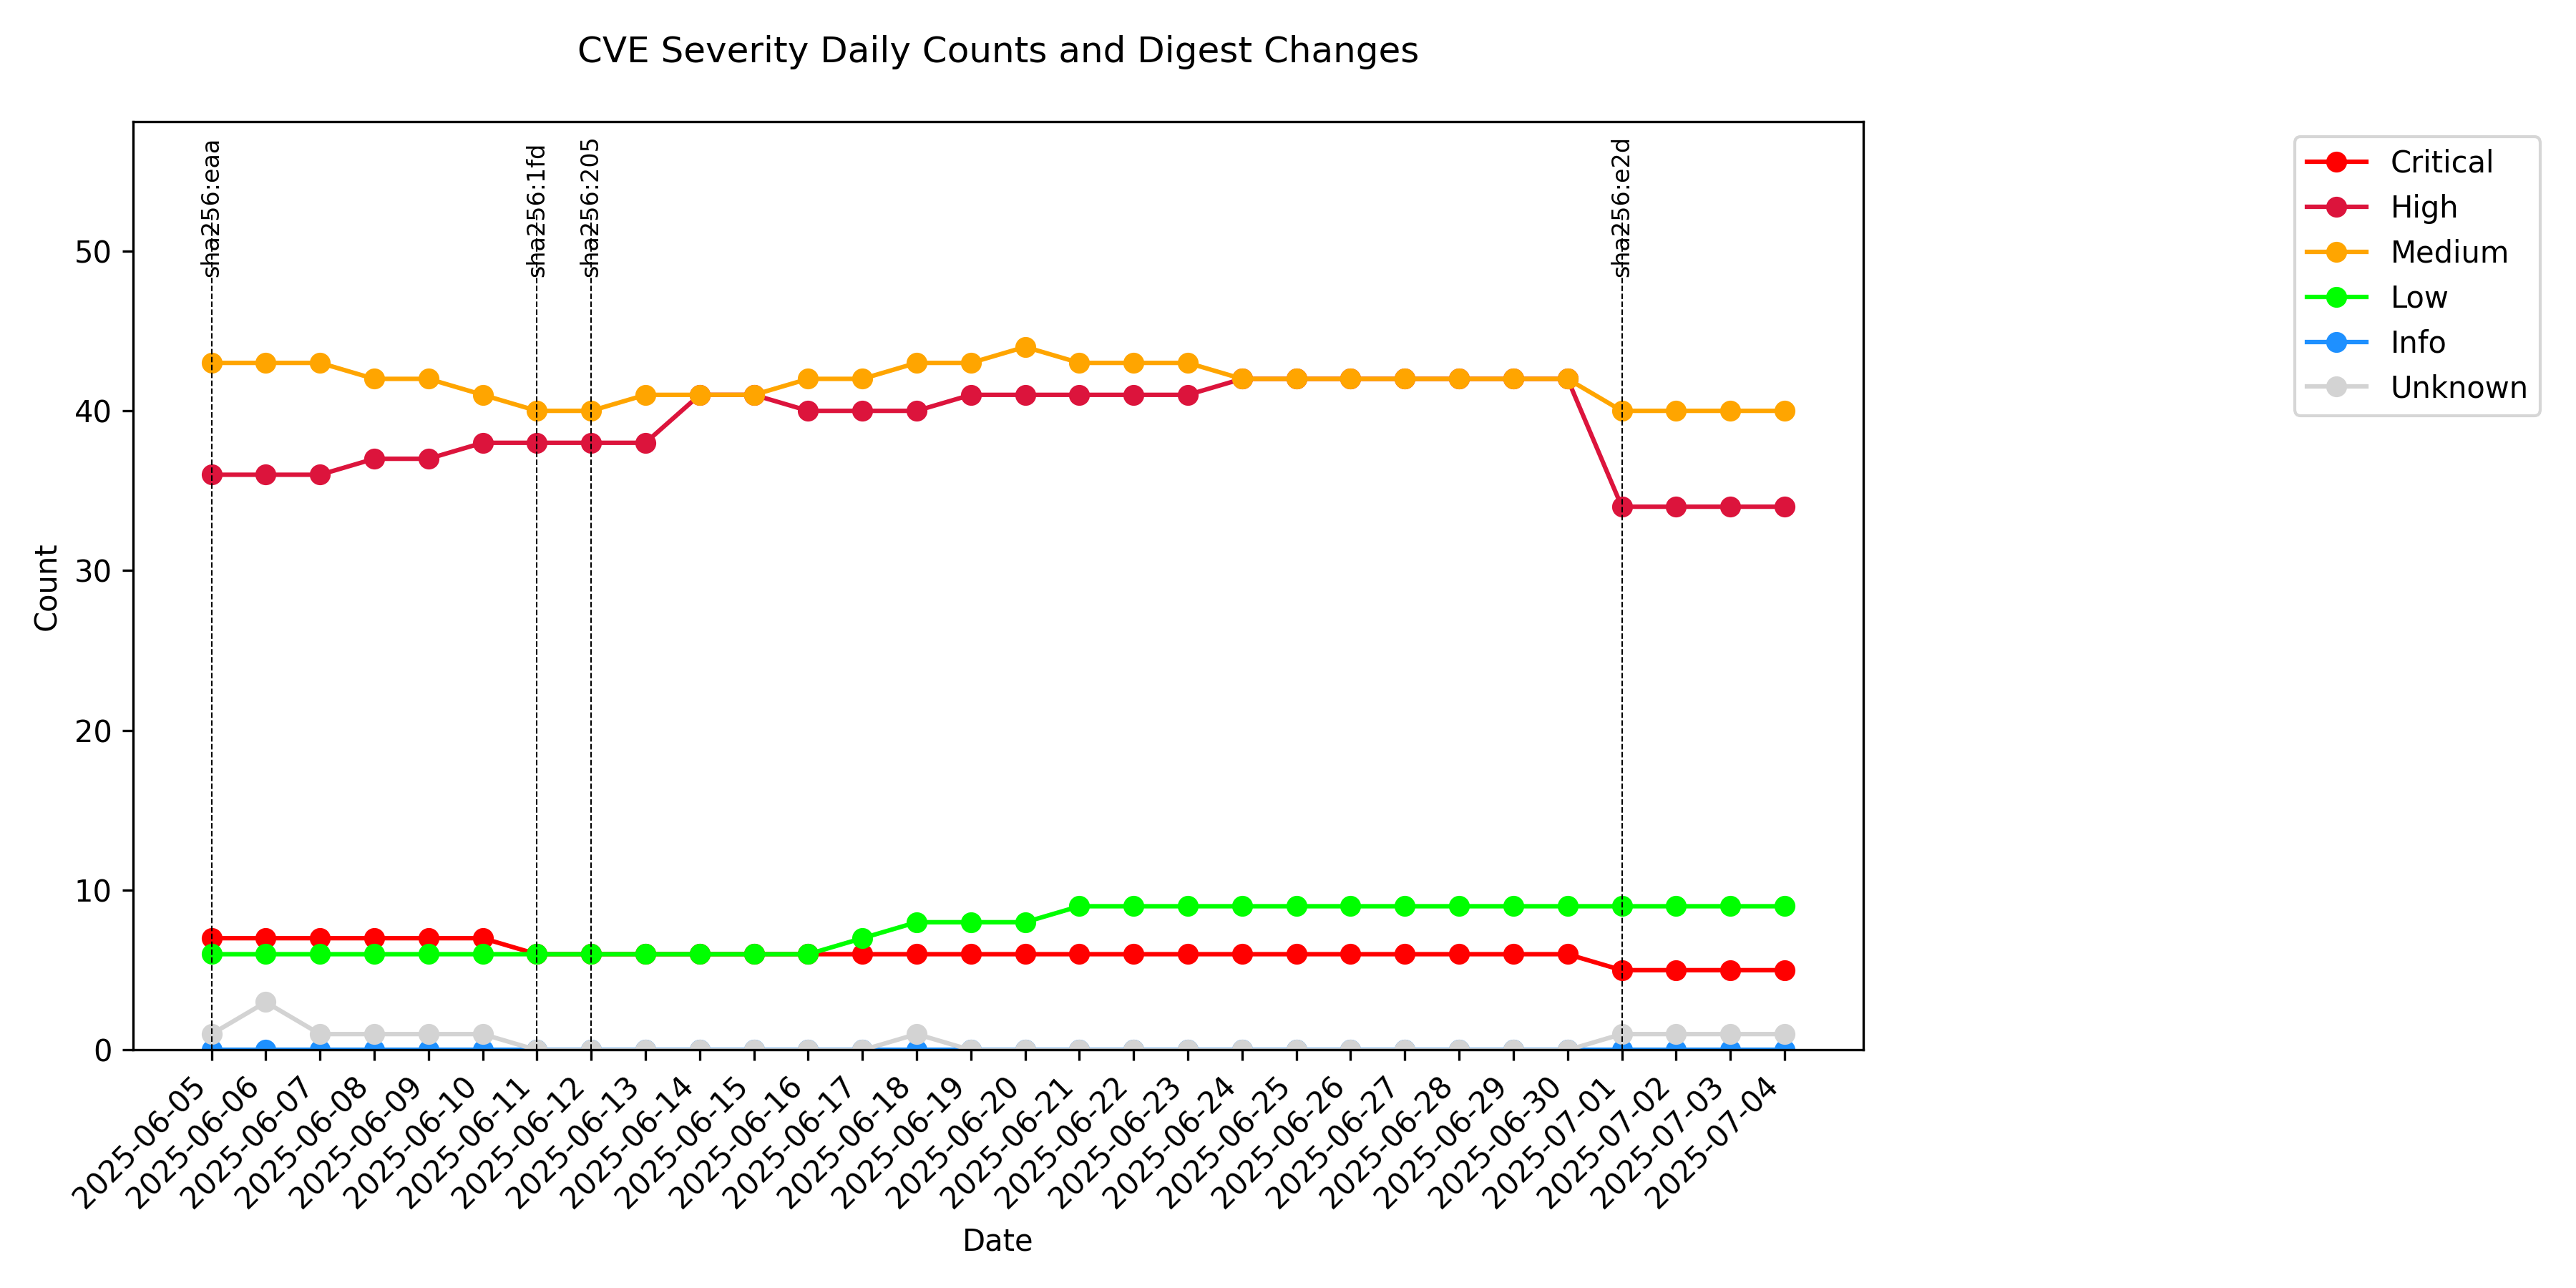 CVE Severity Daily Counts and Digest Changes
sha256:eaa
sha256:1fd
sha256:205
sha256:e2d
Critical
High
Medium
Low
Info
Unknown
Count
50
40
30
20
10
0
2025-06-05
2025-06-06
2025-06-07
2025-06-08
2025-06-09
2025-06-10
2025-06-11
2025-06-12
2025-06-13
2025-06-14
2025-06-15
2025-06-16
2025-06-17
2025-06-18
2025-06-19
2025-06-20
2025-06-21
2025-06-22
2025-06-23
2025-06-24
2025-06-25
2025-06-26
2025-06-27
2025-06-28
2025-06-29
2025-06-30
2025-07-01
2025-07-02
2025-07-03
2025-07-04
Date